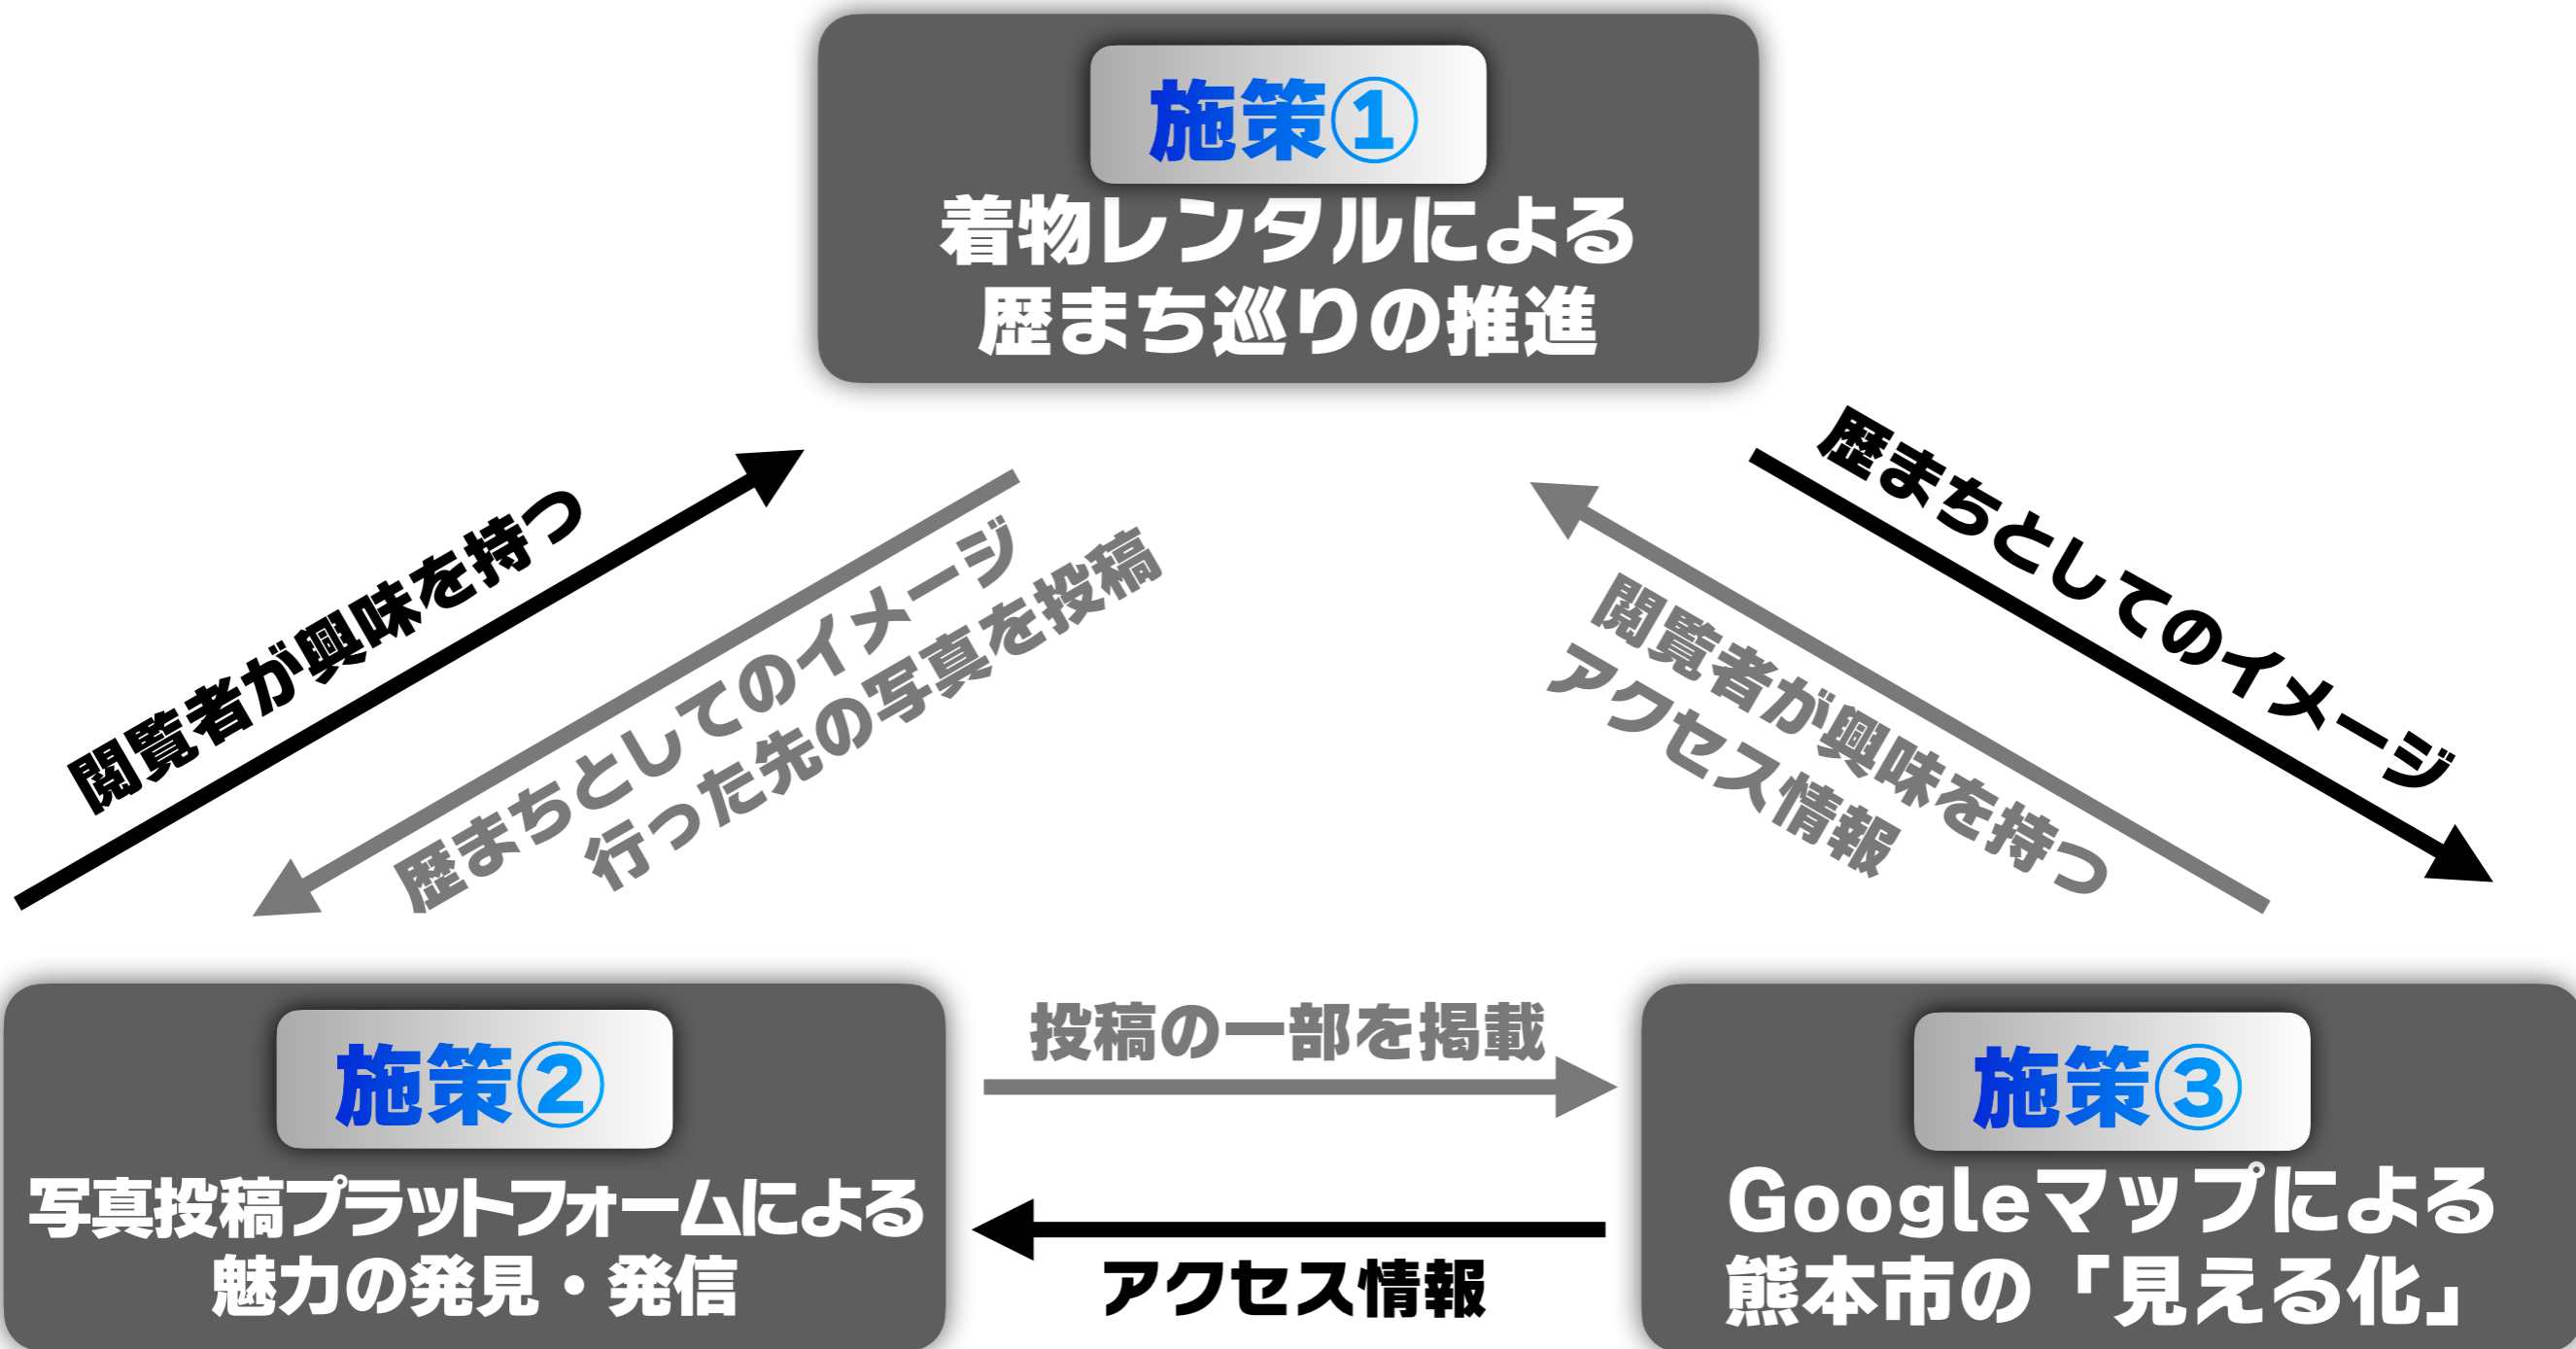 施策①
着物レンタルによる
歴まち巡りの推進
閲覧者が興味を持つ
歴まちとしてのイメージ
行った先の写真を投稿
歴まちとしてのイメージ
閲覧者が興味を持つ
アクセス情報
施策②
写真投稿プラットフォームによる
魅力の発見・発信
投稿の一部を掲載
アクセス情報
施策③
Googleマップによる
熊本市の「見える化」